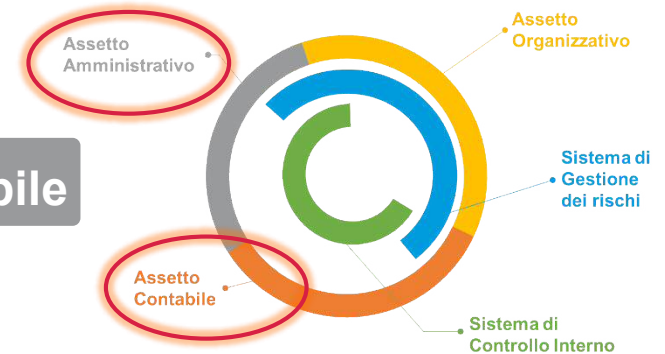 Assetto
Organizzativo
Assetto
Amministrativo
Sistema di
Gestione
dei rischi
bile
Assetto
Contabile
Sistema di
Controllo Interno